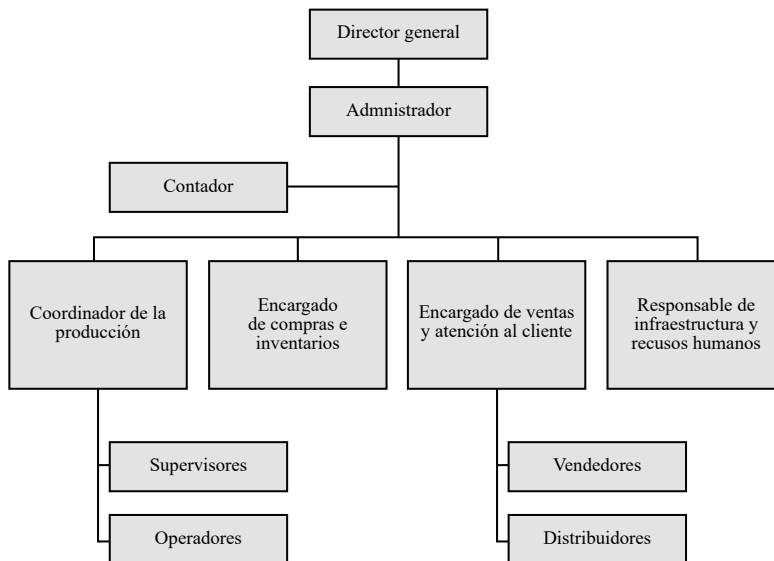 Director general
Admnistrador
Contador
Coordinador de la
producción
Encargado
de compras e
inventarios
Encargado de ventas
y atención al cliente
Responsable de
infraestructura y
recusos humanos
Supervisores
Vendedores
Operadores
Distribuidores